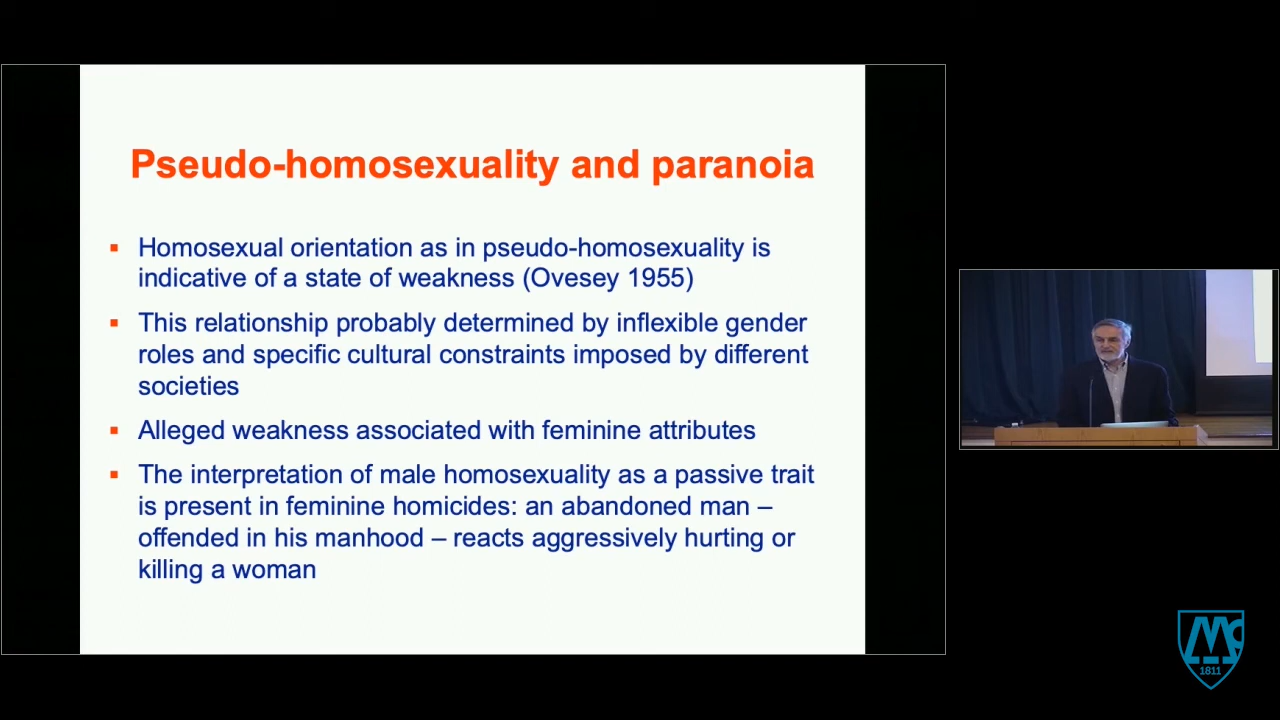 Pseudo-homosexuality and paranoia
▪ Homosexual orientation as in pseudo-homosexuality is
indicative of a state of weakness (Ovesey 1955)
▪ This relationship probably determined by inflexible gender
roles and specific cultural constraints imposed by different
societies
▪ Alleged weakness associated with feminine attributes
▪ The interpretation of male homosexuality as a passive trait
is present in feminine homicides: an abandoned man –
offended in his manhood – reacts aggressively hurting or
killing a woman
Mc
1811